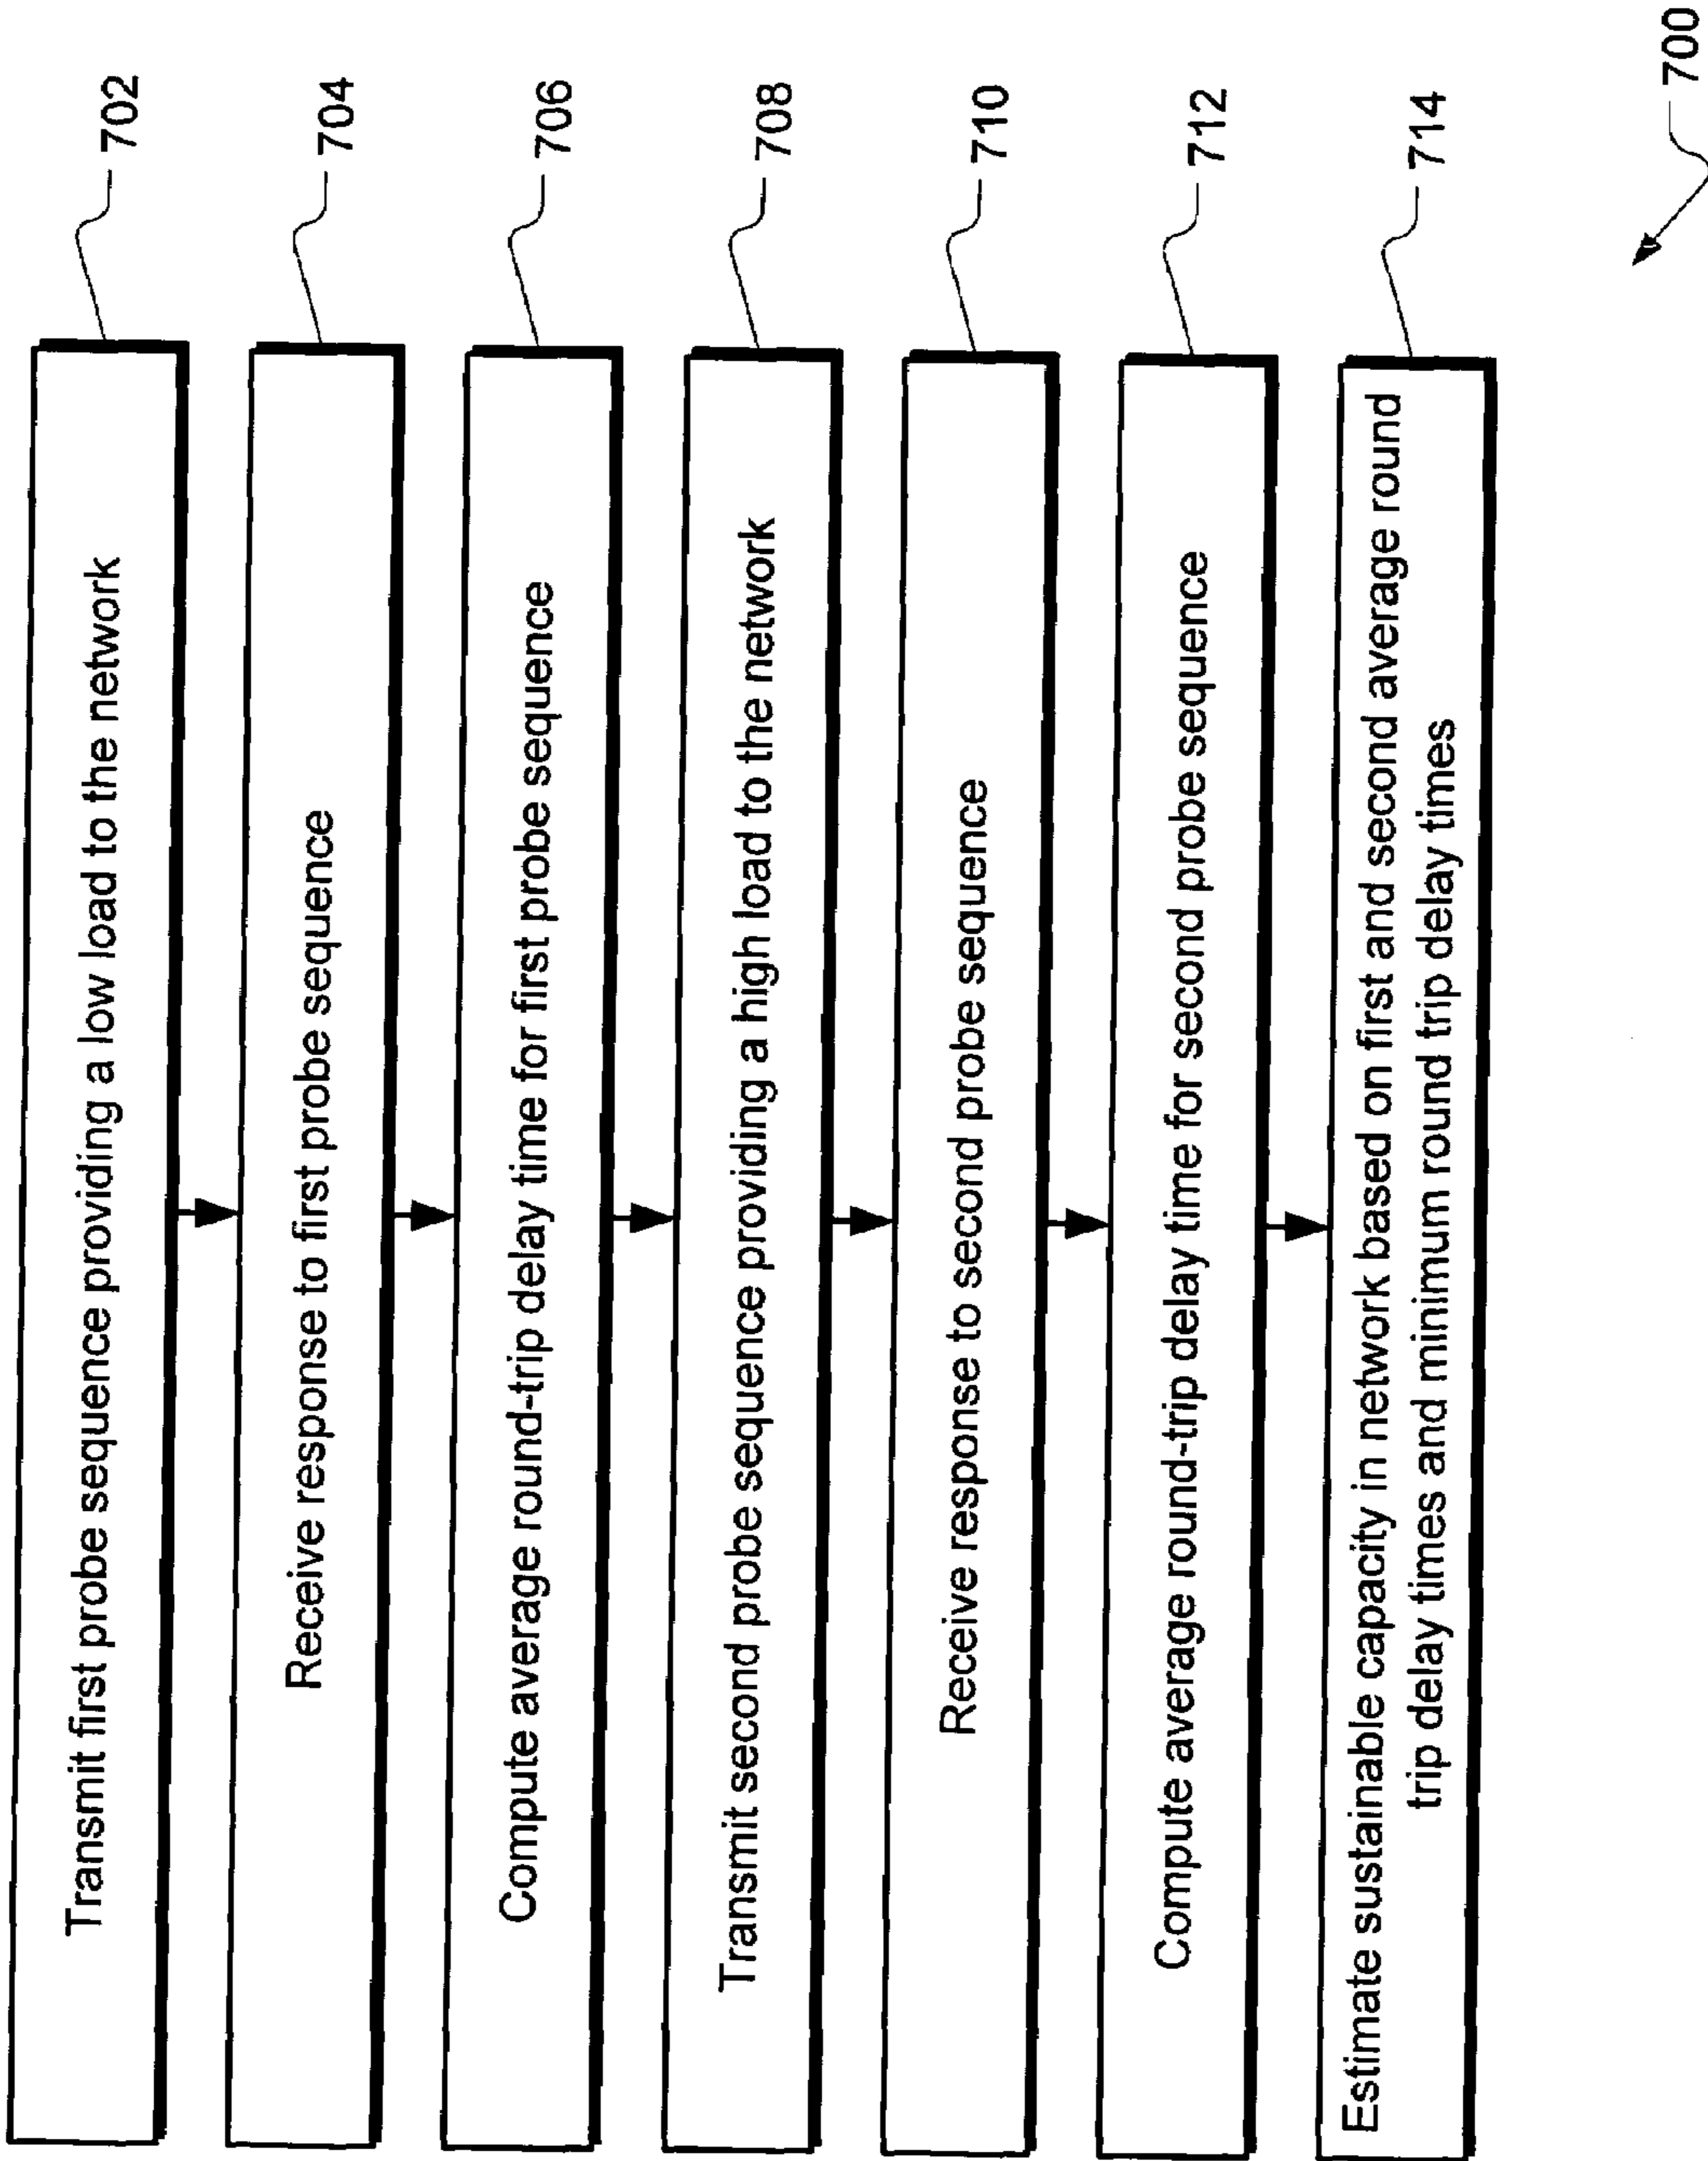 Transmit first probe sequence providing a low load to the network
702
Receive response to first probe sequence
704
Compute average round-trip delay time for first probe sequence
706
Transmit second probe sequence providing a high load to the network
708
Receive response to second probe sequence
710
Compute average round-trip delay time for second probe sequence
712
Estimate sustainable capacity in network based on first and second average round
trip delay times and minimum round trip delay times
714
700